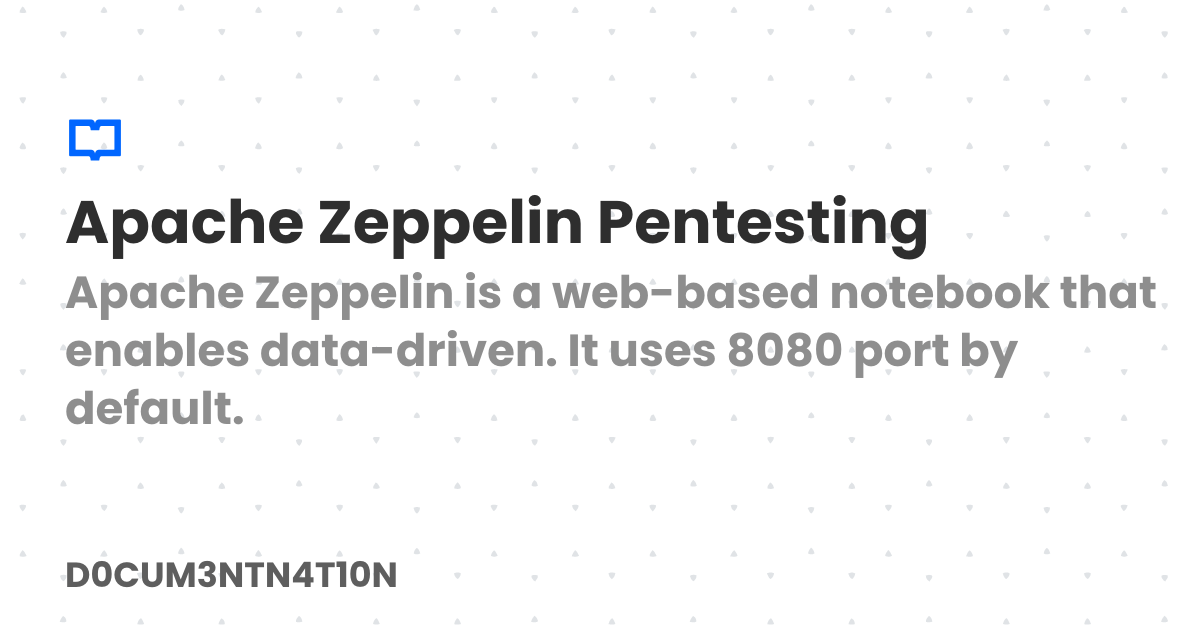 Apache Zeppelin Pentesting
Apache Zeppelin is a web-based notebook that
enables data-driven. It uses 8080 port by
default.
D0CUM3NTN4T10N